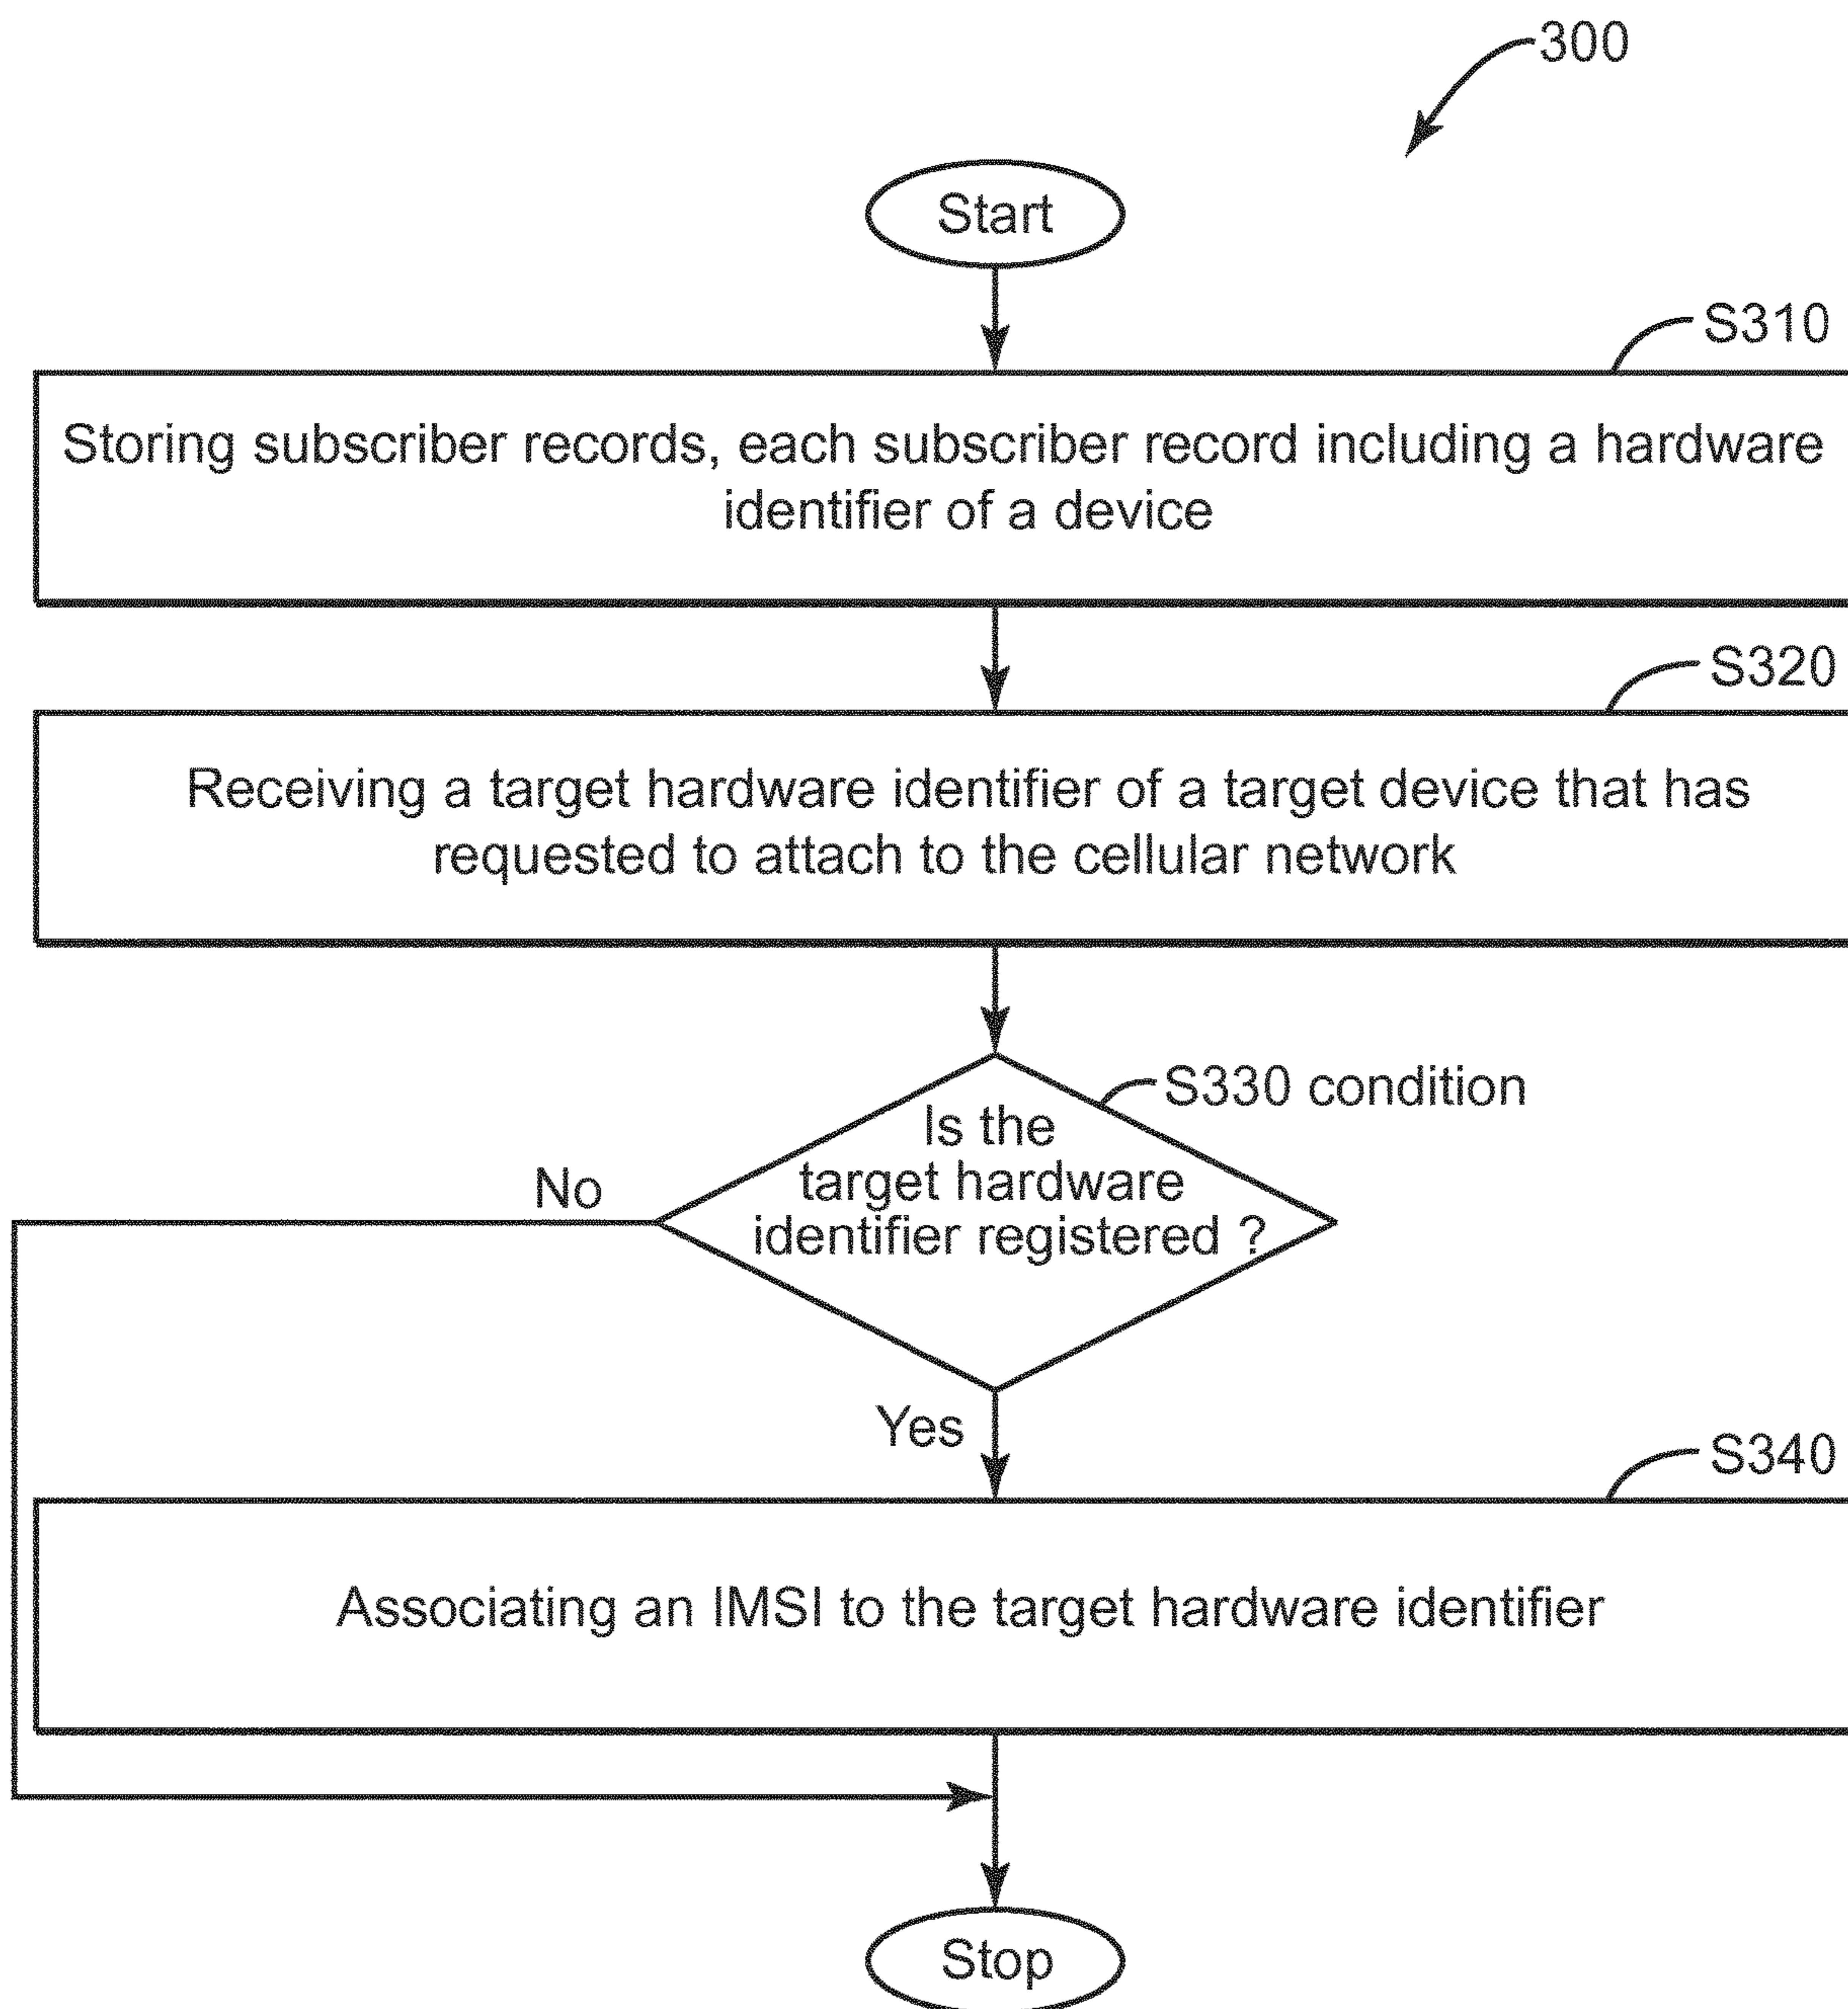 300
Start
S310
Storing subscriber records, each subscriber record including a hardware
identifier of a device
S320
Receiving a target hardware identifier of a target device that has
requested to attach to the cellular network
S330 condition
Is the
target hardware
identifier registered ?
No
Yes
S340
Associating an IMSI to the target hardware identifier
Stop